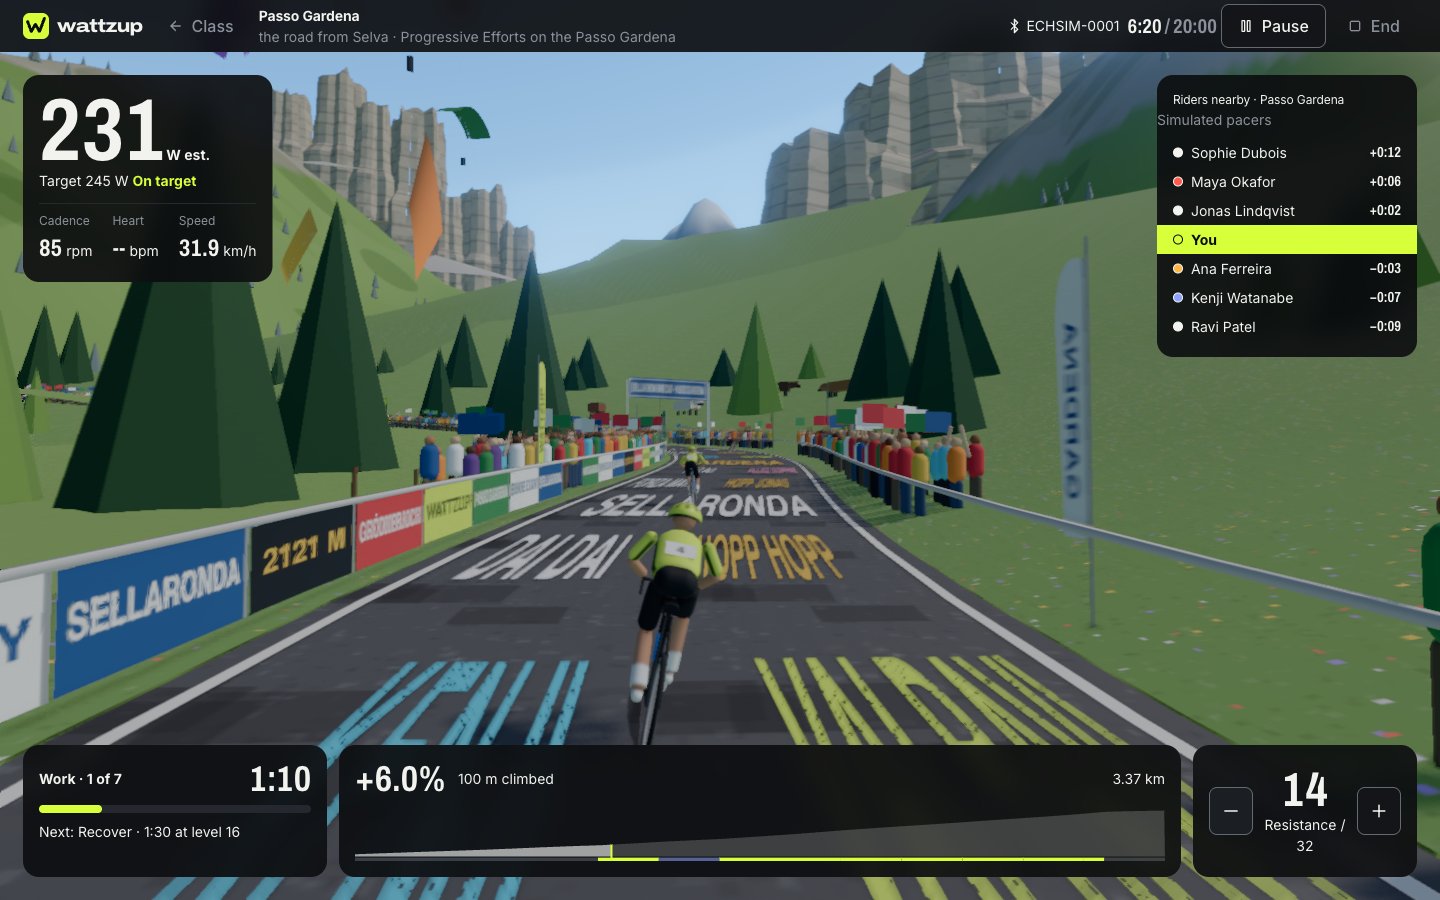 wattzup
← Class
Passo Gardena
the road from Selva · Progressive Efforts on the Passo Gardena
ECHSIM-0001
6:20 / 20:00
Pause
End
231 W est.
Target 245 W On target
Cadence Heart Speed
85 rpm -- bpm 31.9 km/h
Riders nearby · Passo Gardena
Simulated pacers
Sophie Dubois +0:12
Maya Okafor +0:06
Jonas Lindqvist +0:02
You
Ana Ferreira −0:03
Kenji Watanabe −0:07
Ravi Patel −0:09
SELLARONDA
DAI DAI
HOPP HOPP
SELLARONDA
2121 M
WATTZUP
Work · 1 of 7
1:10
Next: Recover · 1:30 at level 16
+6.0%
100 m climbed
3.37 km
−
14
+
Resistance /
32